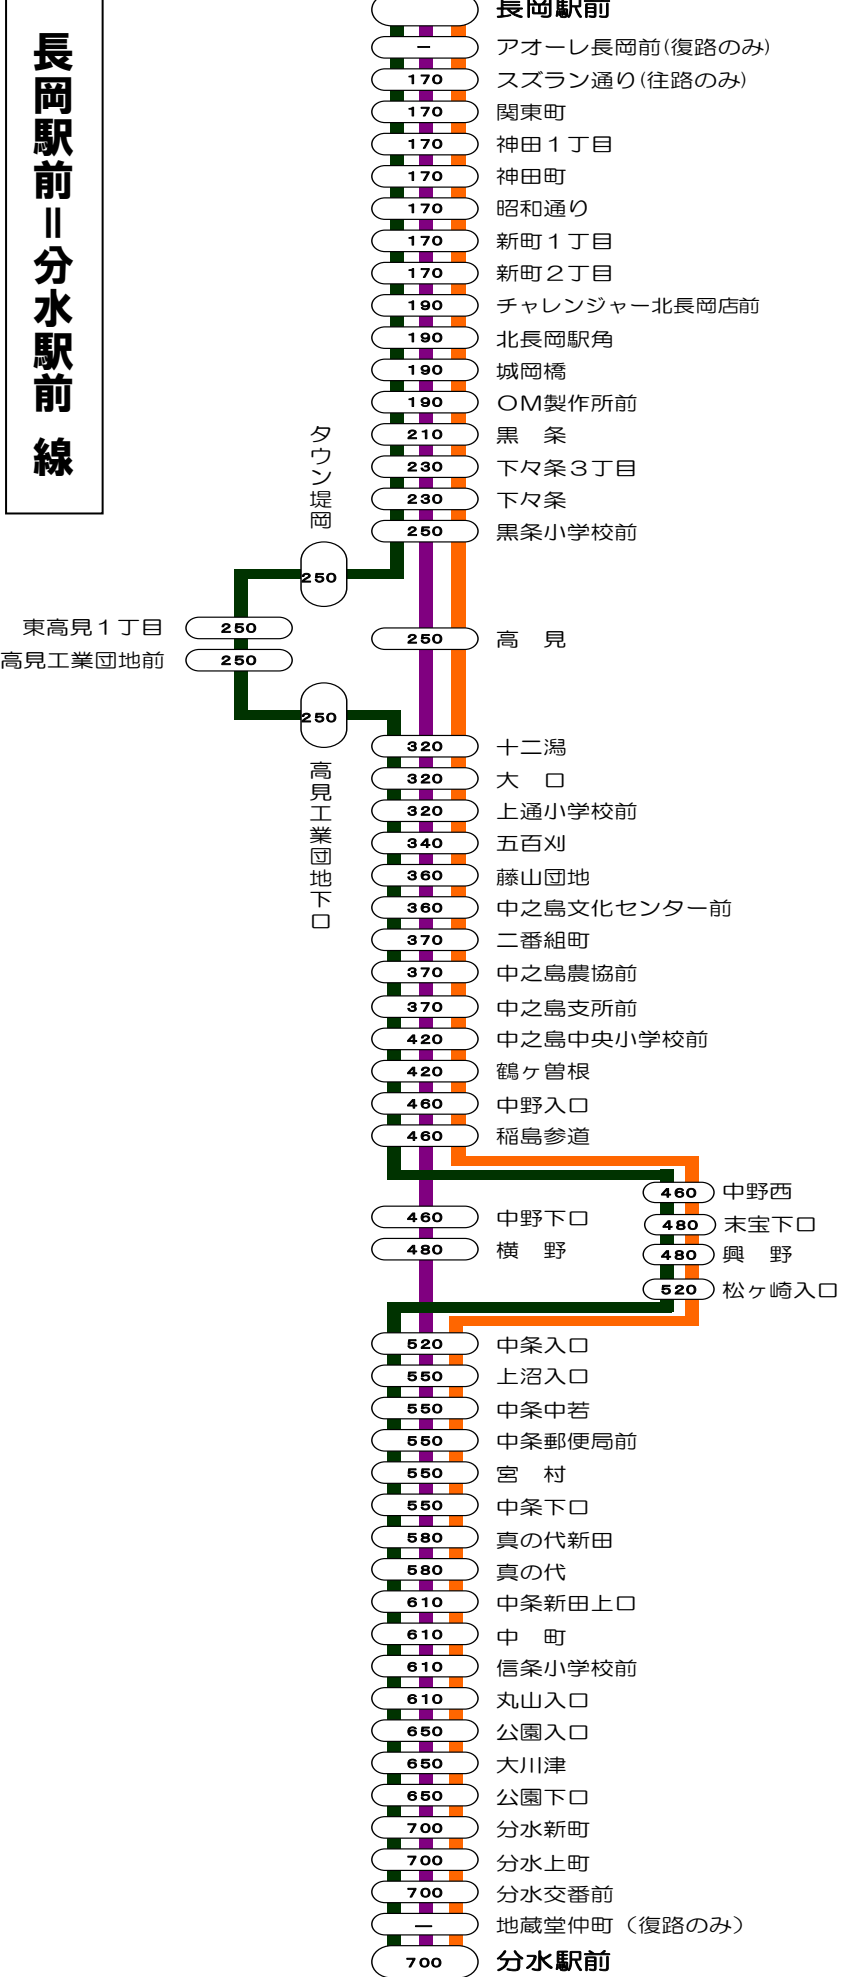 長岡駅前＝分水駅前 線
長岡駅前
－ アオーレ長岡前(復路のみ)
170 スズラン通り(往路のみ)
170 関東町
170 神田１丁目
170 神田町
170 昭和通り
170 新町１丁目
170 新町２丁目
190 チャレンジャー北長岡店前
190 北長岡駅角
190 城岡橋
190 OM製作所前
210 黒　条
230 下々条３丁目
230 下々条
250 黒条小学校前
タウン堤岡
250
東高見１丁目 250
250 高　見
高見工業団地前 250
250
高見工業団地下口
320 十二潟
320 大　口
320 上通小学校前
340 五百刈
360 藤山団地
360 中之島文化センター前
370 二番組町
370 中之島農協前
370 中之島支所前
420 中之島中央小学校前
420 鶴ヶ曽根
460 中野入口
460 稲島参道
460 中野西
460 中野下口
480 末宝下口
480 横　野
480 興　野
520 松ヶ崎入口
520 中条入口
550 上沼入口
550 中条中若
550 中条郵便局前
550 宮　村
550 中条下口
580 真の代新田
580 真の代
610 中条新田上口
610 中　町
610 信条小学校前
610 丸山入口
650 公園入口
650 大川津
650 公園下口
700 分水新町
700 分水上町
700 分水交番前
－ 地蔵堂仲町（復路のみ）
700 分水駅前